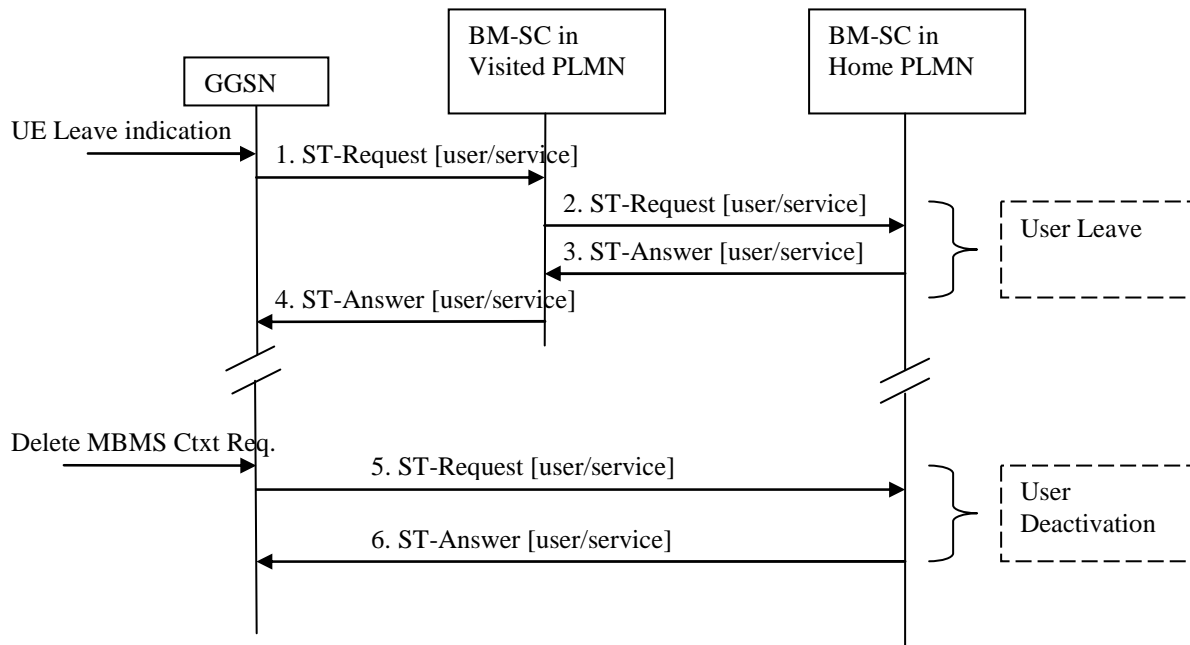 GGSN
BM-SC in
Visited PLMN
BM-SC in
Home PLMN
UE Leave indication
1. ST-Request [user/service]
2. ST-Request [user/service]
3. ST-Answer [user/service]
4. ST-Answer [user/service]
User Leave
Delete MBMS Ctxt Req.
5. ST-Request [user/service]
6. ST-Answer [user/service]
User
Deactivation